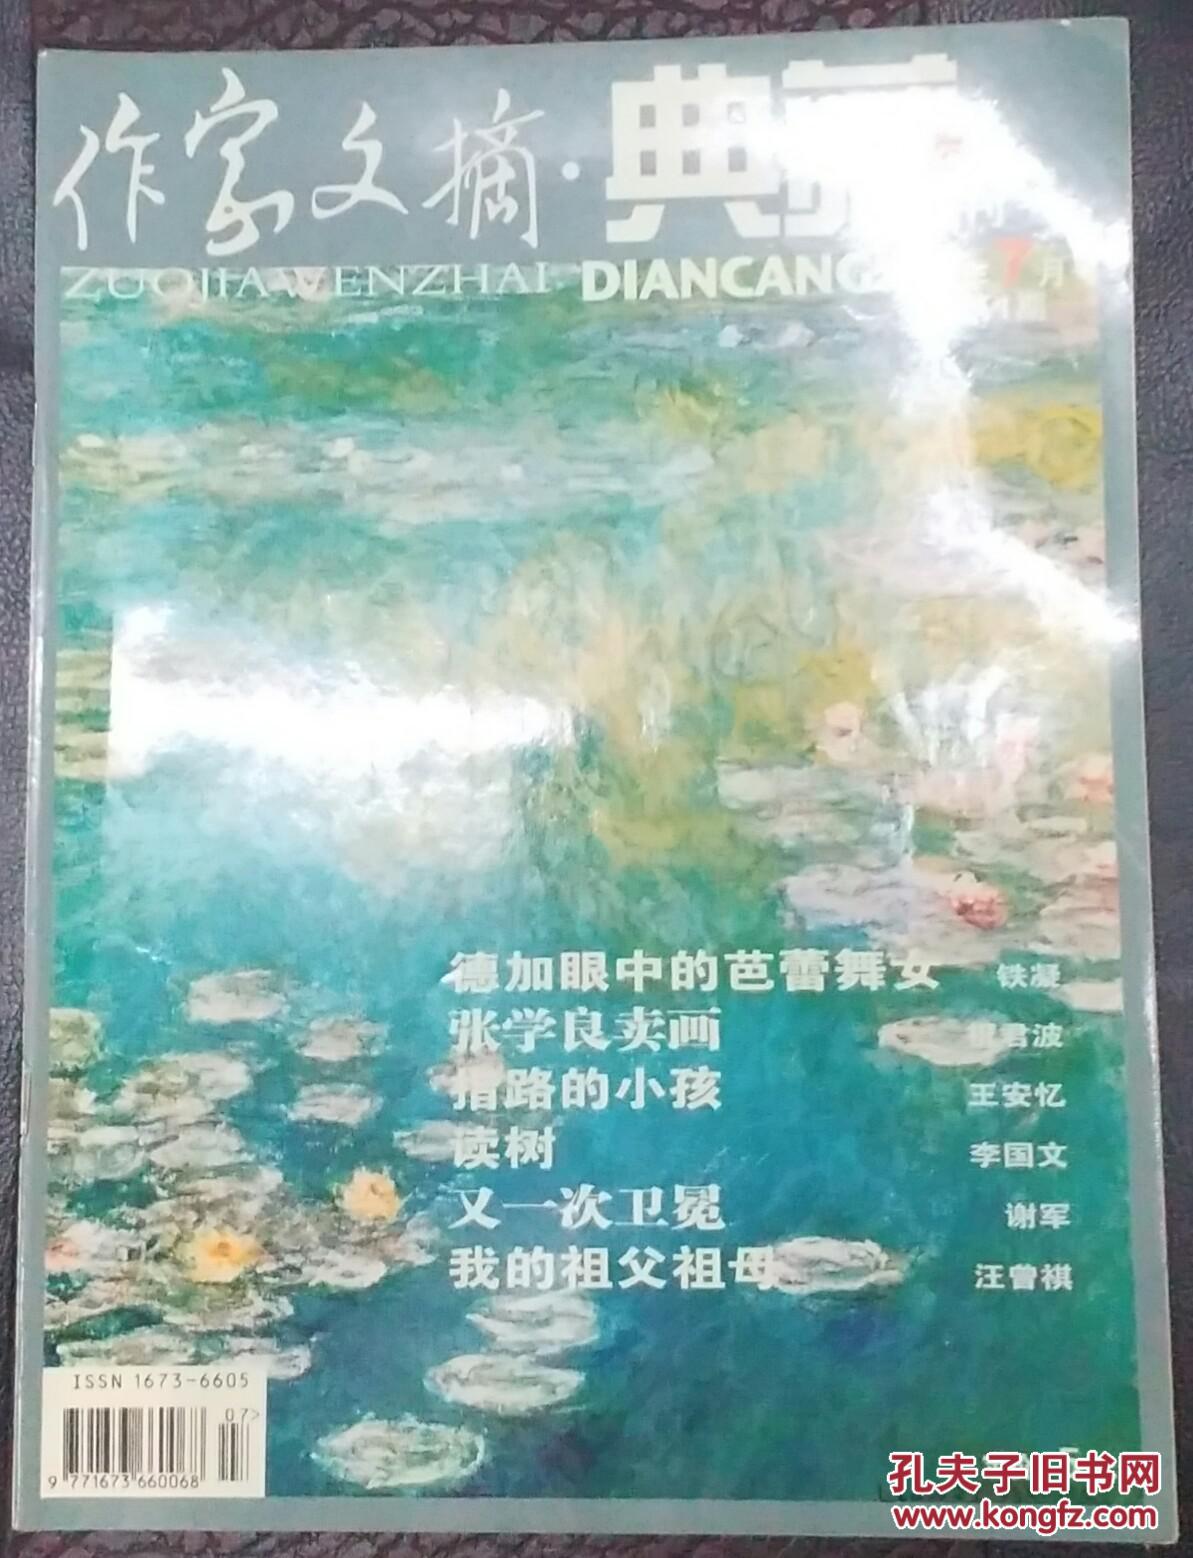 作家文摘·典藏
ZUOJIAWENZHAI DIANCANG
7月
德加眼中的芭蕾舞女 铁凝
张学良卖画 君波
指路的小孩 王安忆
读树 李国文
又一次卫冕 谢军
我的祖父祖母 汪曾祺
ISSN 1673-6605
07>
9 771673 660068
孔夫子旧书网
www.kongfz.com